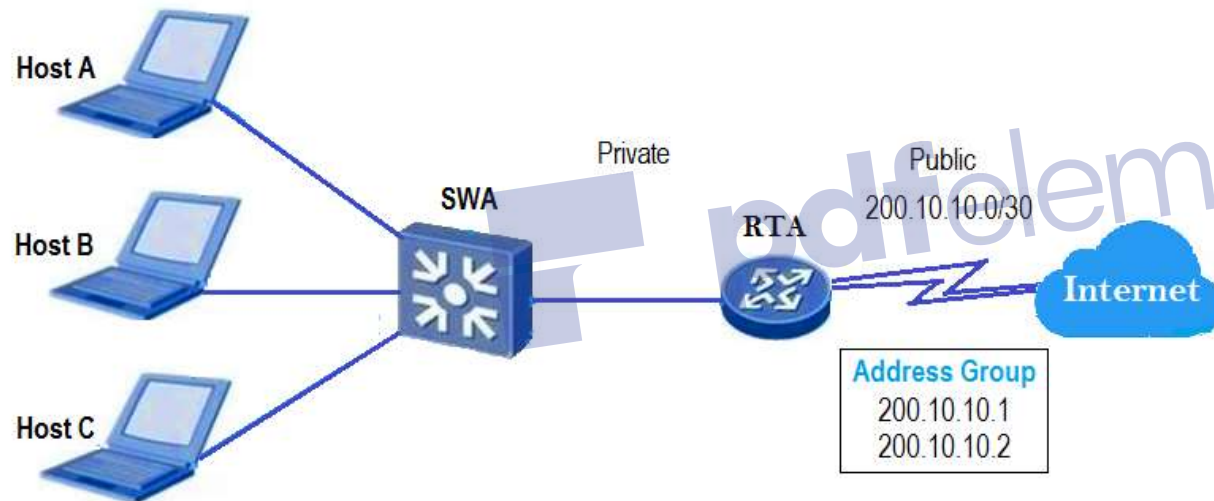 Host A
Host B
Host C
SWA
Private
RTA
Public
200.10.10.0/30
Internet
Address Group
200.10.10.1
200.10.10.2
pdfelem